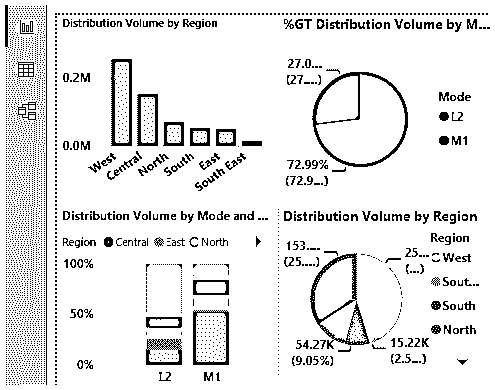 Distribution Volume by Region
0.2M
0.0M
West
Central
North
South
East
South East
%GT Distribution Volume by M...
27.0...
(27....)
72.99%
(72.9...)
Mode
L2
M1
Distribution Volume by Mode and ...
Region
Central
East
North
100%
50%
0%
L2
M1
Distribution Volume by Region
153....
(25....)
25...
(...)
54.27K
(9.05%)
15.22K
(2.5...)
Region
West
Sout...
South
North